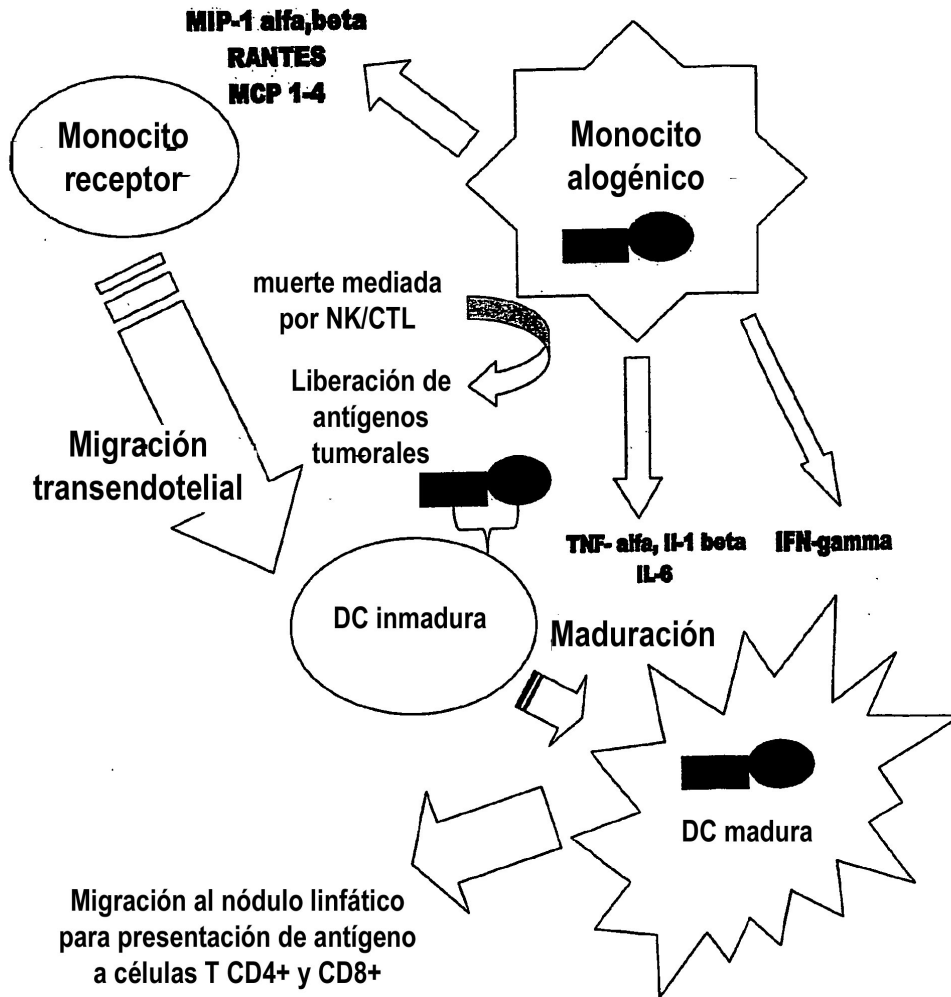 MIP-1 alfa,beta
RANTES
MCP 1-4
Monocito
receptor
Monocito
alogénico
muerte mediada
por NK/CTL
Liberación de
antígenos
tumorales
Migración
transendotelial
TNF- alfa, Il-1 beta
IL-6
IFN-gamma
DC inmadura
Maduración
DC madura
Migración al nódulo linfático
para presentación de antígeno
a células T CD4+ y CD8+